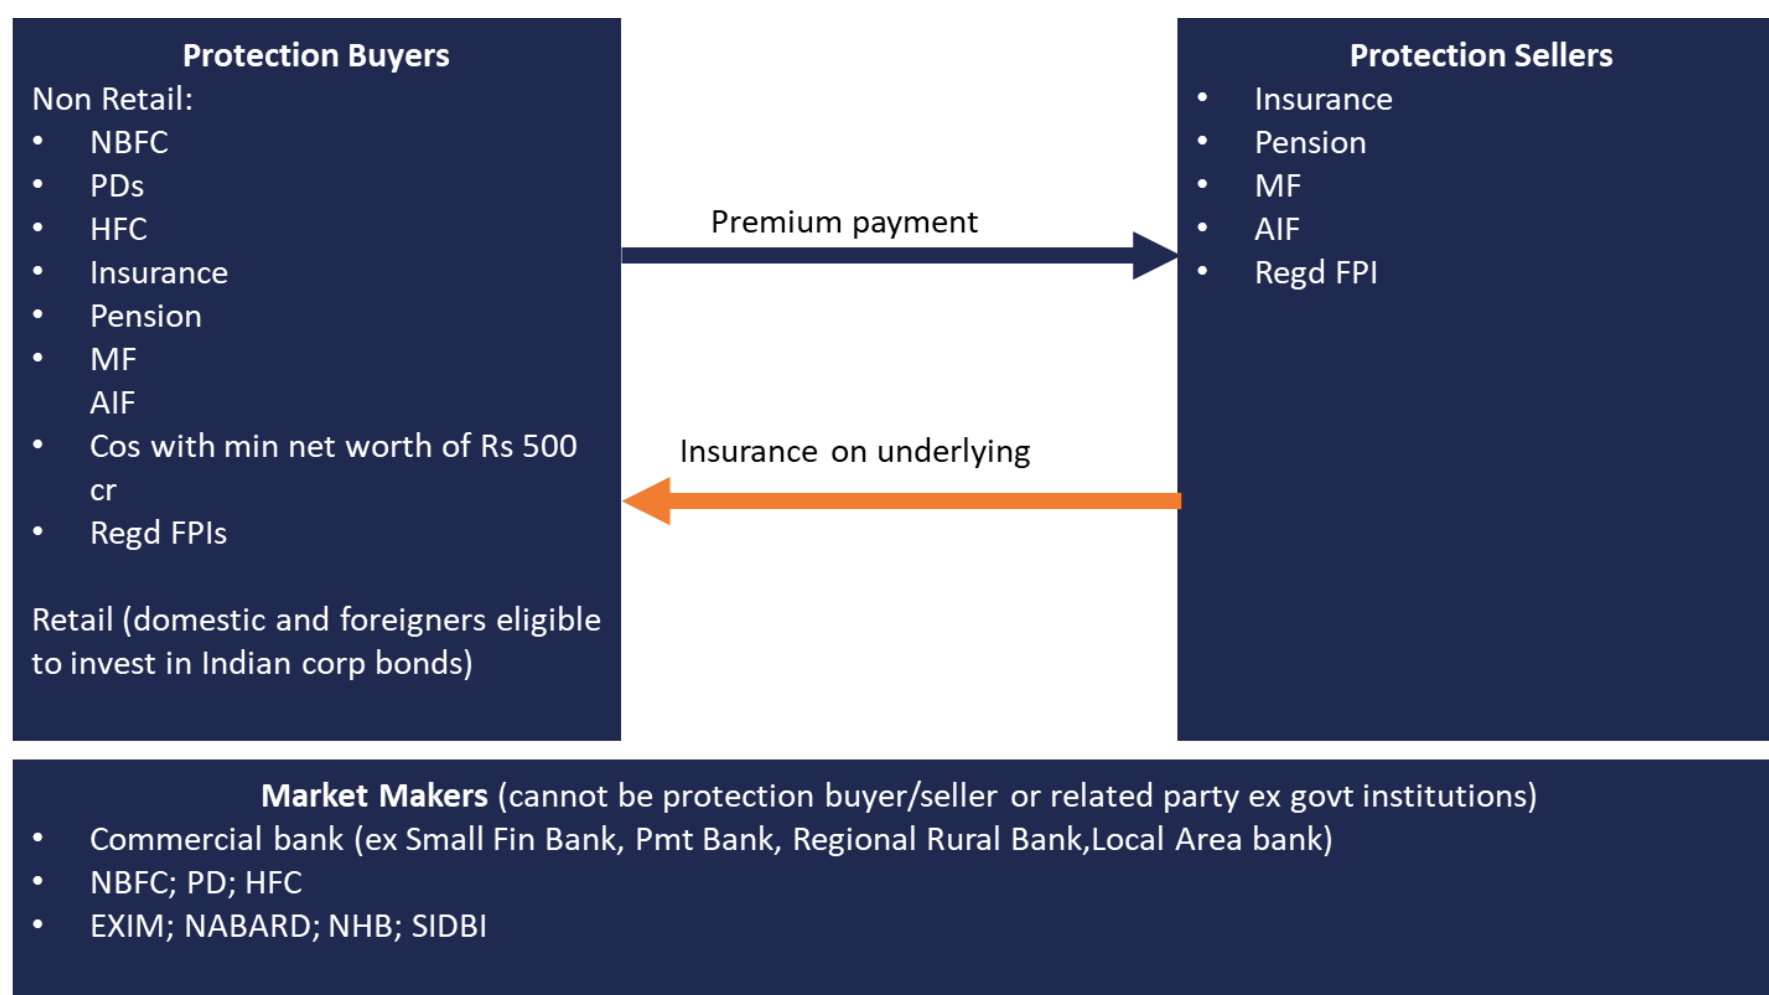 Protection Buyers
Non Retail:
• NBFC
• PDs
• HFC
• Insurance
• Pension
• MF
AIF
• Cos with min net worth of Rs 500
cr
• Regd FPIs
Retail (domestic and foreigners eligible
to invest in Indian corp bonds)
Premium payment
Insurance on underlying
Protection Sellers
• Insurance
• Pension
• MF
• AIF
• Regd FPI
Market Makers (cannot be protection buyer/seller or related party ex govt institutions)
• Commercial bank (ex Small Fin Bank, Pmt Bank, Regional Rural Bank,Local Area bank)
• NBFC; PD; HFC
• EXIM; NABARD; NHB; SIDBI